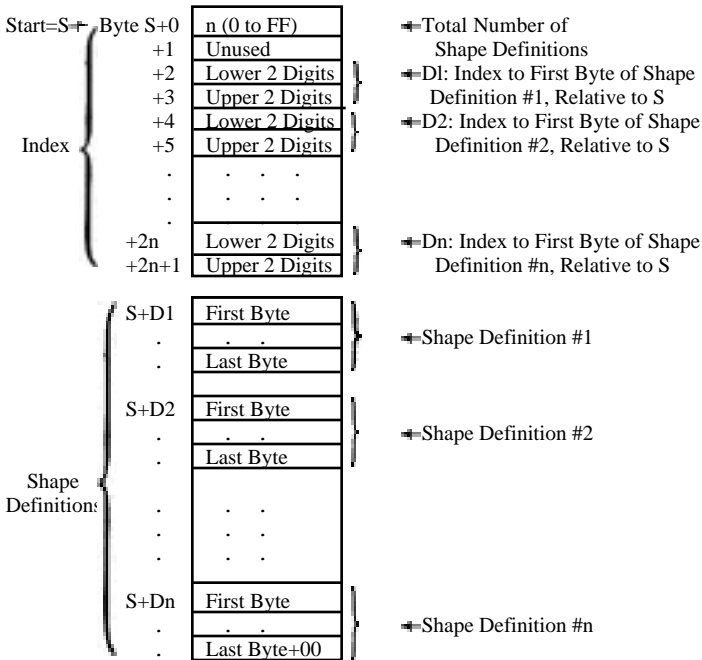 Start=S Byte S+0 n (0 to FF) Total Number of
+1 Unused Shape Definitions
+2 Lower 2 Digits Dl: Index to First Byte of Shape
+3 Upper 2 Digits Definition #1, Relative to S
+4 Lower 2 Digits D2: Index to First Byte of Shape
Index +5 Upper 2 Digits Definition #2, Relative to S
. . . .
. . . .
.
+2n Lower 2 Digits Dn: Index to First Byte of Shape
+2n+1 Upper 2 Digits Definition #n, Relative to S
S+D1 First Byte
. . . Shape Definition #1
. Last Byte
S+D2 First Byte
. . . Shape Definition #2
. Last Byte
Shape
Definitions
. . .
. . .
. . .
S+Dn First Byte
. . . Shape Definition #n
. Last Byte+00